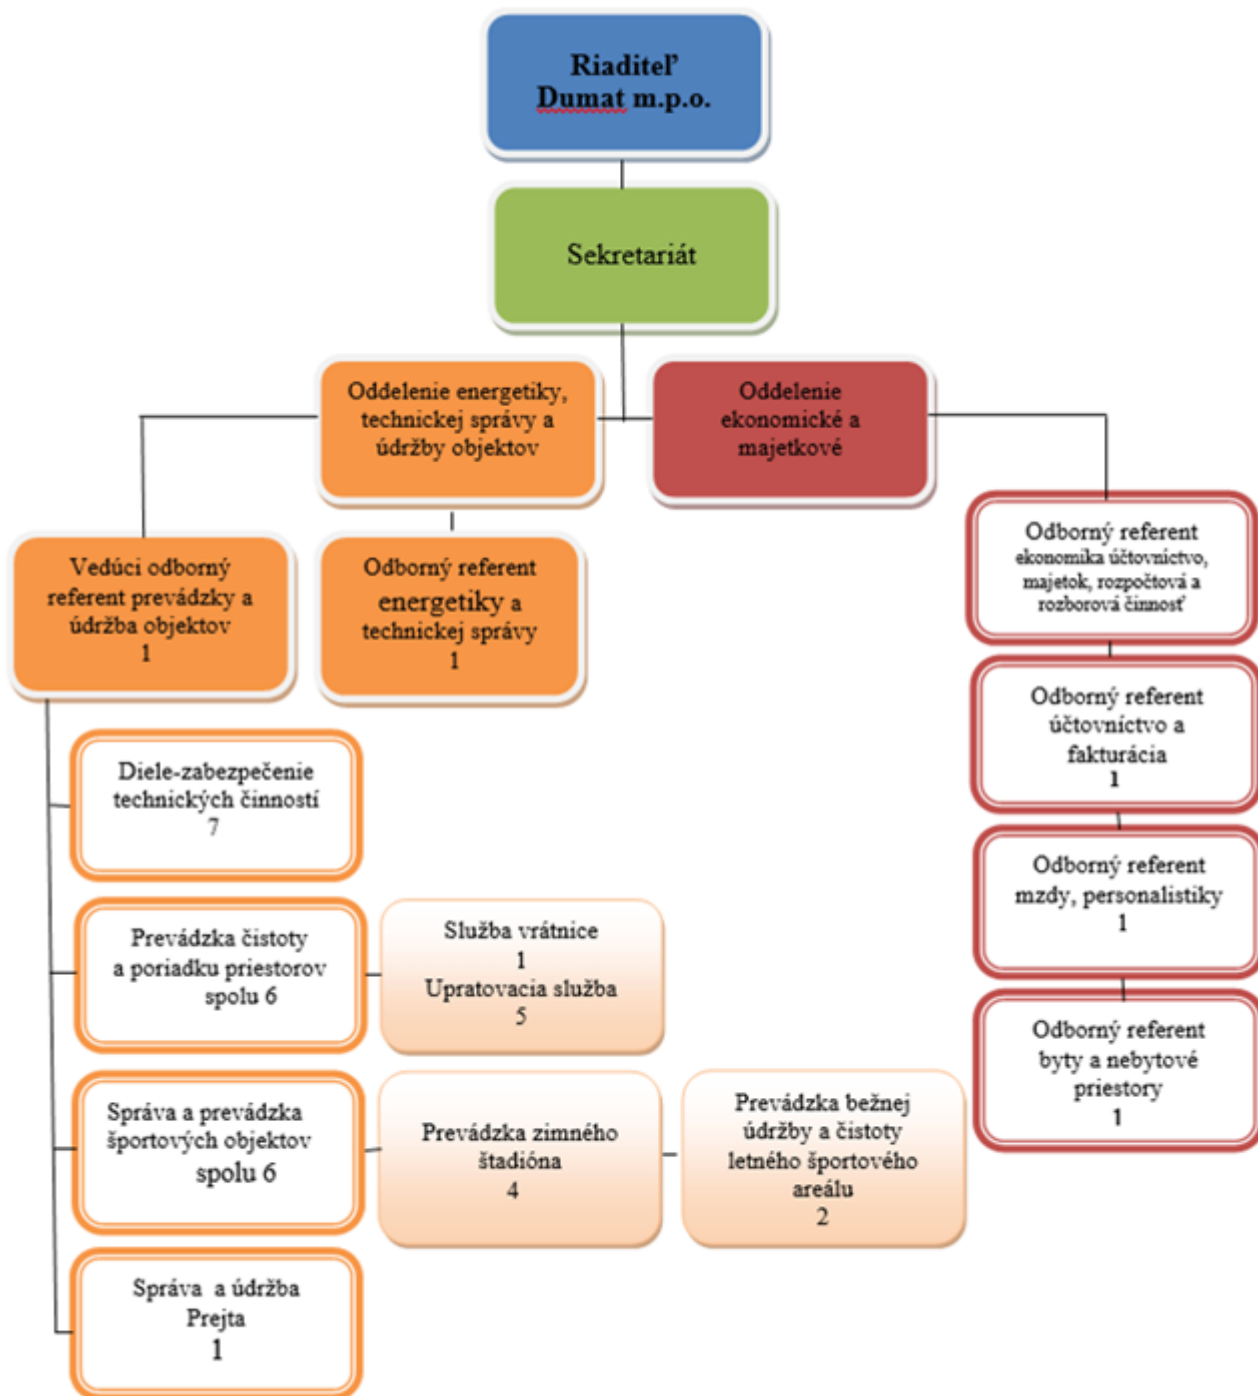 Riaditeľ
Dumat m.p.o.
Sekretariát
Oddelenie energetiky,
technickej správy a
údržby objektov
Oddelenie
ekonomické a
majetkové
Vedúci odborný
referent prevádzky a
údržba objektov
1
Odborný referent
energetiky a
technickej správy
1
Odborný referent
ekonomika účtovníctvo,
majetok, rozpočtová a
rozborová činnosť
Odborný referent
účtovníctvo a
fakturácia
1
Odborný referent
mzdy, personalistiky
1
Odborný referent
byty a nebytové
priestory
1
Diele-zabezpečenie
technických činností
7
Prevádzka čistoty
a poriadku priestorov
spolu 6
Služba vrátnice
1
Upratovacia služba
5
Správa a prevádzka
športových objektov
spolu 6
Prevádzka zimného
štadióna
4
Prevádzka bežnej
údržby a čistoty
letného športového
areálu
2
Správa a údržba
Prejta
1